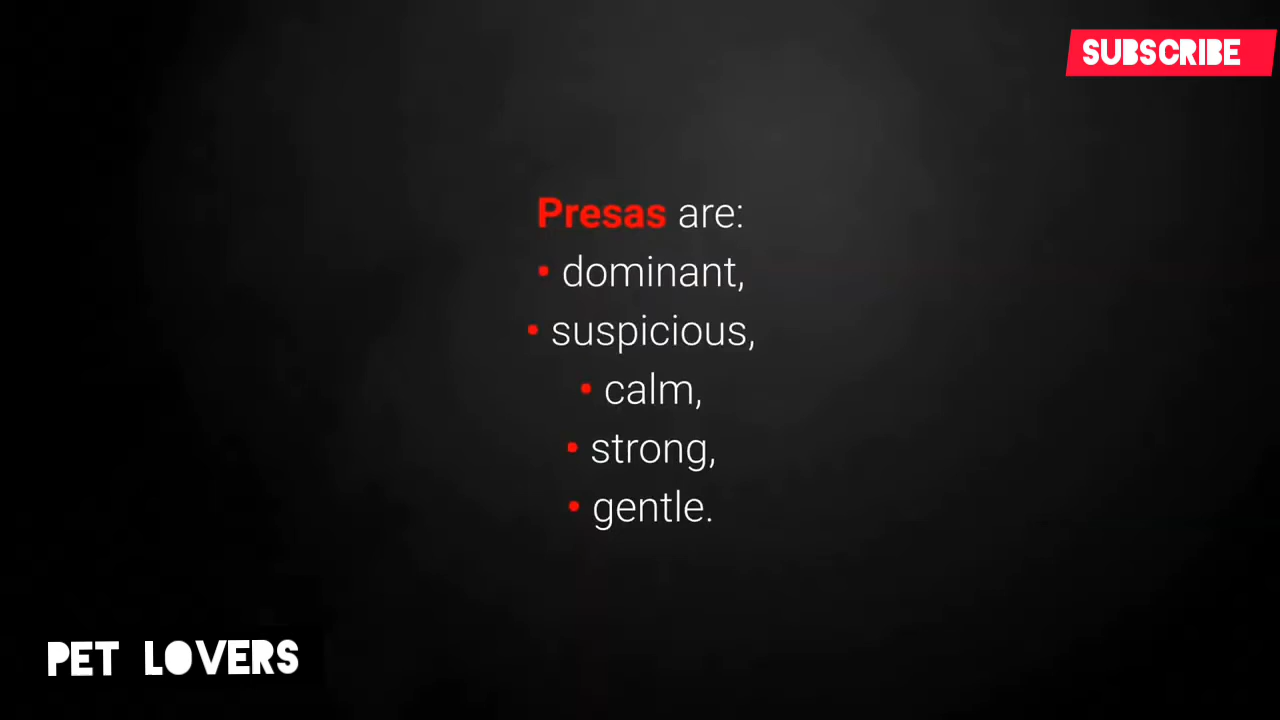 SUBSCRIBE
Presas are:
• dominant,
• suspicious,
• calm,
• strong,
• gentle.
PET LOVERS